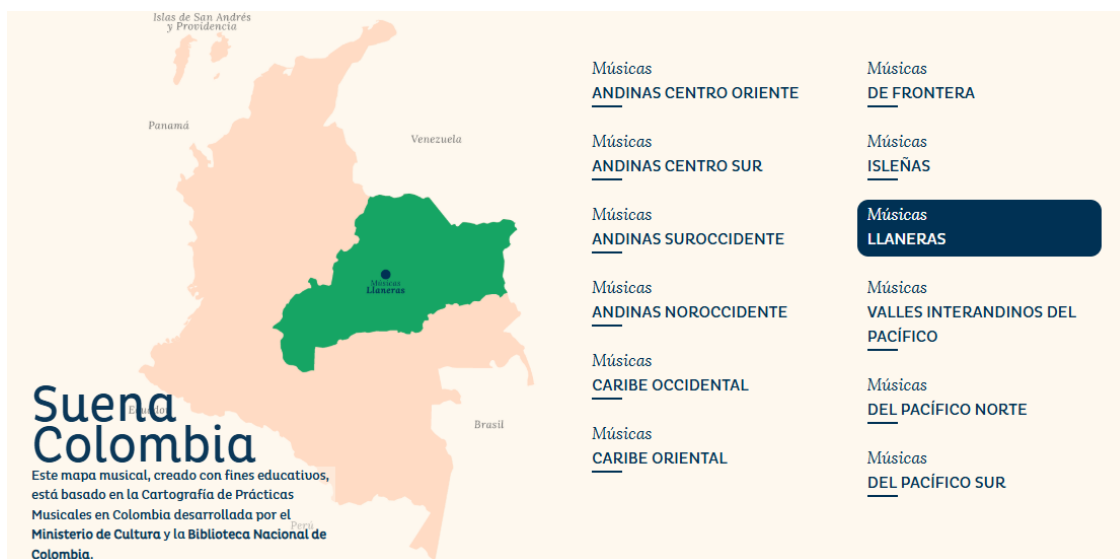 Islas de San Andrés
y Providencia
Panamá
Venezuela
Músicas
Llaneras
Ecuador
Brasil
Perú
Suena
Colombia
Este mapa musical, creado con fines educativos,
está basado en la Cartografía de Prácticas
Musicales en Colombia desarrollada por el
Ministerio de Cultura y la Biblioteca Nacional de
Colombia.
Músicas
ANDINAS CENTRO ORIENTE
Músicas
ANDINAS CENTRO SUR
Músicas
ANDINAS SUROCCIDENTE
Músicas
ANDINAS NOROCCIDENTE
Músicas
CARIBE OCCIDENTAL
Músicas
CARIBE ORIENTAL
Músicas
DE FRONTERA
Músicas
ISLEÑAS
Músicas
LLANERAS
Músicas
VALLES INTERANDINOS DEL
PACÍFICO
Músicas
DEL PACÍFICO NORTE
Músicas
DEL PACÍFICO SUR